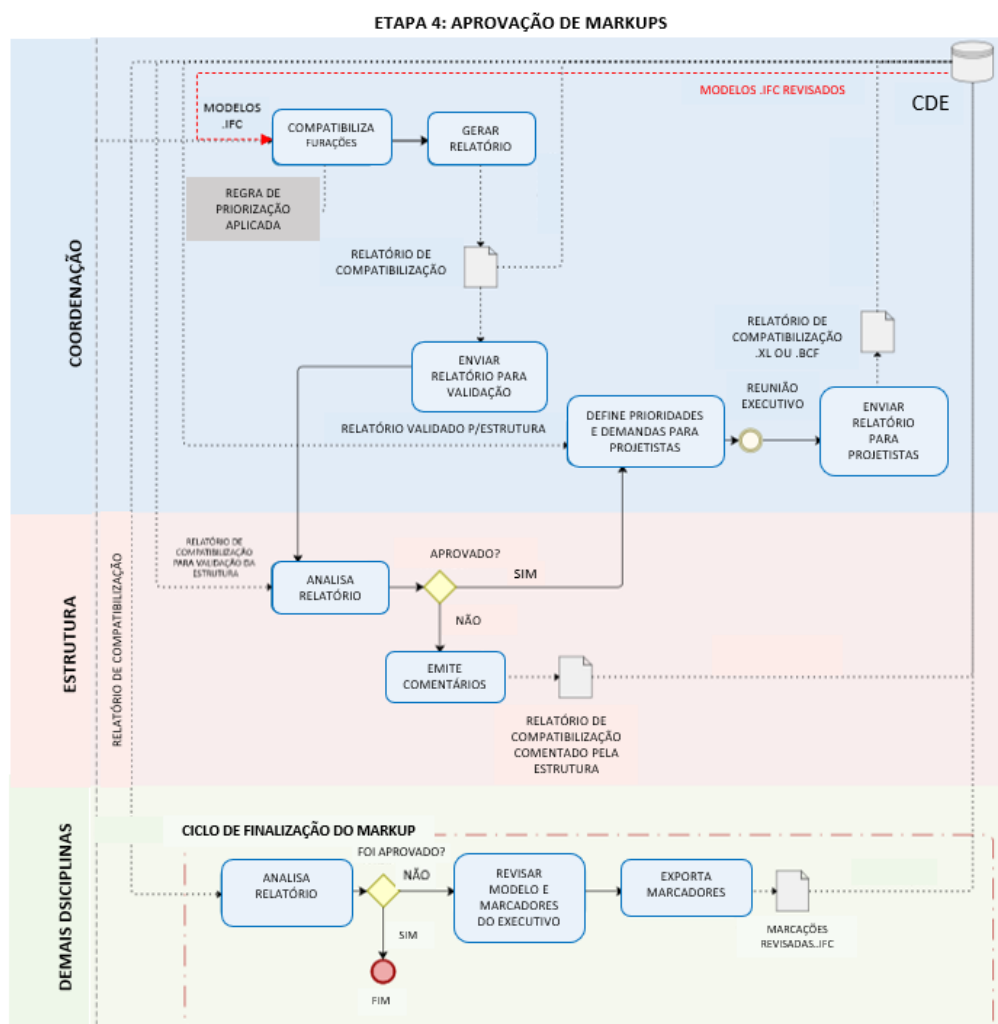 ETAPA 4: APROVAÇÃO DE MARKUPS
CDE
MODELOS .IFC REVISADOS
MODELOS
.IFC
COMPATIBILIZA
FURAÇÕES
GERAR
RELATÓRIO
REGRA DE
PRIORIZAÇÃO
APLICADA
RELATÓRIO DE
COMPATIBILIZAÇÃO
COORDENAÇÃO
ENVIAR
RELATÓRIO PARA
VALIDAÇÃO
RELATÓRIO VALIDADO P/ESTRUTURA
DEFINE PRIORIDADES
E DEMANDAS PARA
PROJETISTAS
REUNIÃO
EXECUTIVO
RELATÓRIO DE
COMPATIBILIZAÇÃO
.XL OU .BCF
ENVIAR
RELATÓRIO
PARA
PROJETISTAS
ESTRUTURA
RELATÓRIO DE COMPATIBILIZAÇÃO
RELATÓRIO DE
COMPATIBILIZAÇÃO
PARA VALIDAÇÃO DA
ESTRUTURA
ANALISA
RELATÓRIO
APROVADO?
SIM
NÃO
EMITE
COMENTÁRIOS
RELATÓRIO DE
COMPATIBILIZAÇÃO
COMENTADO PELA
ESTRUTURA
DEMAIS DSICIPLINAS
CICLO DE FINALIZAÇÃO DO MARKUP
ANALISA
RELATÓRIO
FOI APROVADO?
NÃO
SIM
FIM
REVISAR
MODELO E
MARCADORES
DO EXECUTIVO
EXPORTA
MARCADORES
MARCAÇÕES
REVISADAS..IFC